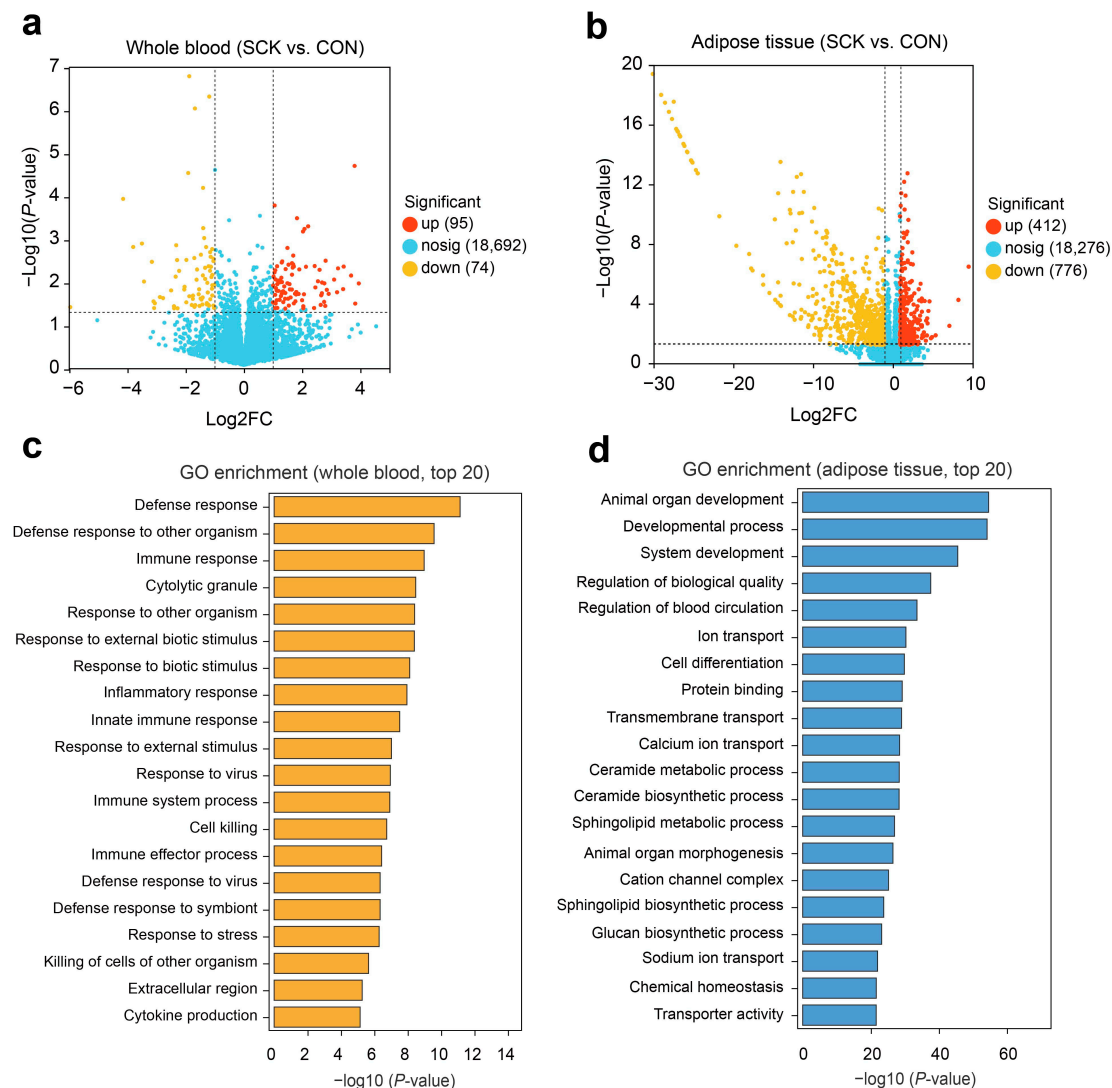 a
Whole blood (SCK vs. CON)
7
6
5
4
3
2
1
0
−Log10(P-value)
−6
−4
−2
0
2
4
Log2FC
Significant
up (95)
nosig (18,692)
down (74)
b
Adipose tissue (SCK vs. CON)
20
16
12
8
4
0
−Log10(P-value)
−30
−20
−10
0
10
Log2FC
Significant
up (412)
nosig (18,276)
down (776)
c
GO enrichment (whole blood, top 20)
Defense response
Defense response to other organism
Immune response
Cytolytic granule
Response to other organism
Response to external biotic stimulus
Response to biotic stimulus
Inflammatory response
Innate immune response
Response to external stimulus
Response to virus
Immune system process
Cell killing
Immune effector process
Defense response to virus
Defense response to symbiont
Response to stress
Killing of cells of other organism
Extracellular region
Cytokine production
0
2
4
6
8
10
12
14
−log10 (P-value)
d
GO enrichment (adipose tissue, top 20)
Animal organ development
Developmental process
System development
Regulation of biological quality
Regulation of blood circulation
Ion transport
Cell differentiation
Protein binding
Transmembrane transport
Calcium ion transport
Ceramide metabolic process
Ceramide biosynthetic process
Sphingolipid metabolic process
Animal organ morphogenesis
Cation channel complex
Sphingolipid biosynthetic process
Glucan biosynthetic process
Sodium ion transport
Chemical homeostasis
Transporter activity
0
20
40
60
−log10 (P-value)